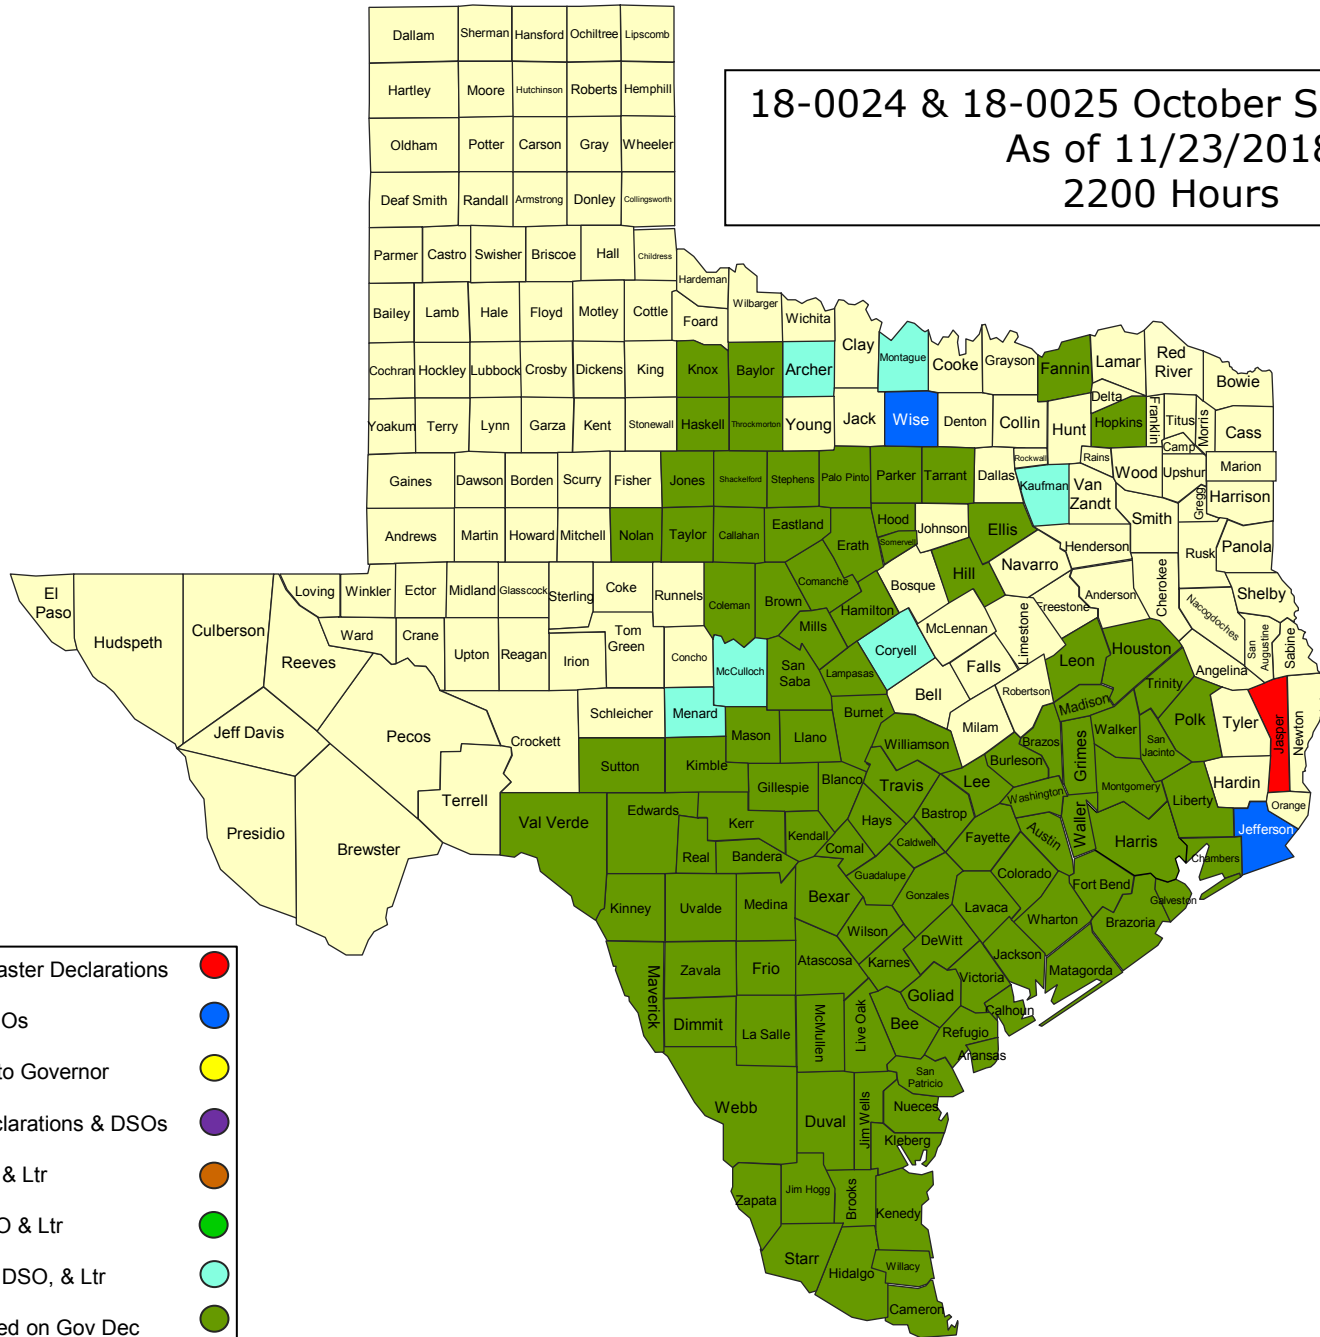 Dallam Sherman Hansford Ochiltree Lipscomb
Hartley Moore Hutchinson Roberts Hemphill
18-0024 & 18-0025 October S
As of 11/23/2018
2200 Hours
Oldham Potter Carson Gray Wheeler
Deaf Smith Randall Armstrong Donley Collingsworth
Parmer Castro Swisher Briscoe Hall Childress
Hardeman
Wilbarger
Bailey Lamb Hale Floyd Motley Cottle Foard Wichita
Clay Montague Cooke Grayson Fannin Lamar Red
River
Bowie
Cochran Hockley Lubbock Crosby Dickens King Knox Baylor Archer
Delta
Yoakum Terry Lynn Garza Kent Stonewall Haskell Throckmorton Young Jack Wise Denton Collin Hunt Hopkins Franklin Titus Morris Cass
Camp
Gaines Dawson Borden Scurry Fisher Jones Shackelford Stephens Palo Pinto Parker Tarrant Dallas Rockwall Rains Wood Upshur Marion
Kaufman Van
Zandt
Gregg Harrison
Andrews Martin Howard Mitchell Nolan Taylor Callahan Eastland Hood Johnson Ellis Smith
Erath Somervell Henderson Rusk Panola
El
Paso
Hudspeth Culberson Loving Winkler Ector Midland Glasscock Sterling Coke Runnels Coleman Brown Comanche Bosque Hill Navarro Anderson Cherokee Shelby
Hamilton Freestone Nacogdoches
Ward Crane Upton Reagan Irion Tom
Green
Concho Mills McLennan Limestone San
Augustine
Sabine
Reeves McCulloch San
Saba
Lampasas Coryell Falls Leon Houston Angelina
Bell Robertson Trinity
Jeff Davis Pecos Crockett Schleicher Menard Mason Llano Burnet Milam Madison Walker San
Jacinto
Polk Tyler Jasper Newton
Williamson Brazos Grimes
Sutton Kimble Gillespie Blanco Travis Lee Burleson Washington Montgomery Liberty Hardin Orange
Presidio Brewster Terrell Val Verde Edwards Kerr Kendall Hays Bastrop Fayette Austin Waller Harris Jefferson
Real Bandera Comal Caldwell Chambers
Kinney Uvalde Medina Bexar Guadalupe Gonzales Lavaca Colorado Fort Bend Galveston
Wilson Wharton Brazoria
Maverick Zavala Frio Atascosa Karnes DeWitt Jackson Matagorda
Goliad Victoria
Dimmit La Salle McMullen Live Oak Bee Refugio Calhoun
Aransas
San
Patricio
Webb Duval Jim Wells Nueces
Kleberg
Zapata Jim Hogg Brooks Kenedy
Starr Hidalgo Willacy
Cameron
aster Declarations
Os
to Governor
clarations & DSOs
& Ltr
O & Ltr
DSO, & Ltr
ed on Gov Dec